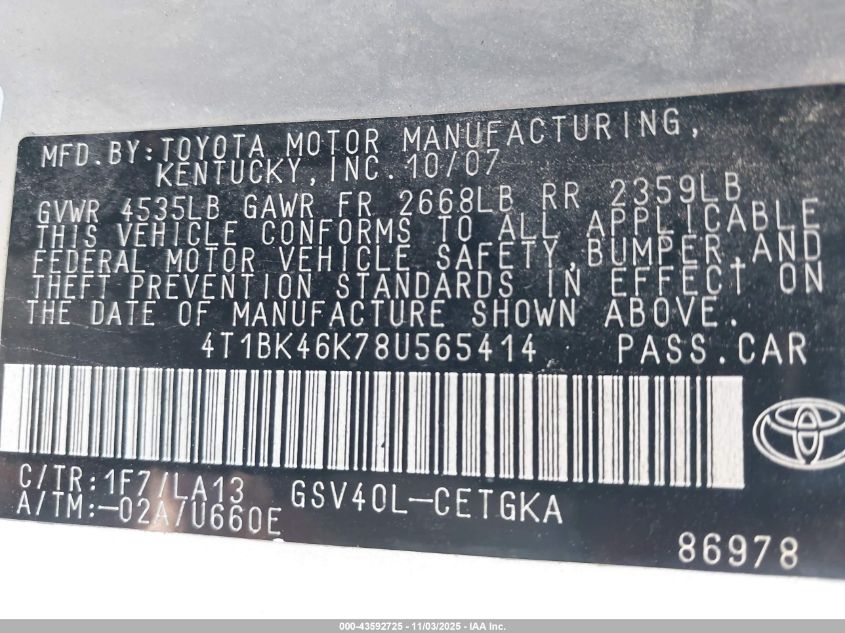 MFD.BY:TOYOTA MOTOR MANUFACTURING,
KENTUCKY,INC.10/07
GVWR 4535LB GAWR FR 2668LB RR 2359LB
THIS VEHICLE CONFORMS TO ALL APPLICABLE
FEDERAL MOTOR VEHICLE SAFETY,BUMPER,AND
THEFT PREVENTION STANDARDS IN EFFECT ON
THE DATE OF MANUFACTURE SHOWN ABOVE.
4T1BK46K78U565414 PASS.CAR
C/TR:1F7/LA13 GSV40L-CETGKA
A/TM:-02A/U660E
86978
000-43592725 - 11/03/2025 - IAA Inc.